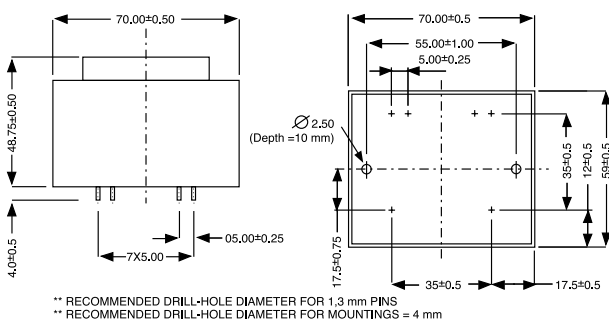 70.00±0.50
48.75±0.50
4.0±0.5
7X5.00
05.00±0.25
70.00±0.5
55.00±1.00
5.00±0.25
Ø 2.50
(Depth =10 mm)
17.5±0.75
35±0.5
12±0.5
59±0.5
35±0.5
17.5±0.5
** RECOMMENDED DRILL-HOLE DIAMETER FOR 1,3 mm PINS
** RECOMMENDED DRILL-HOLE DIAMETER FOR MOUNTINGS = 4 mm